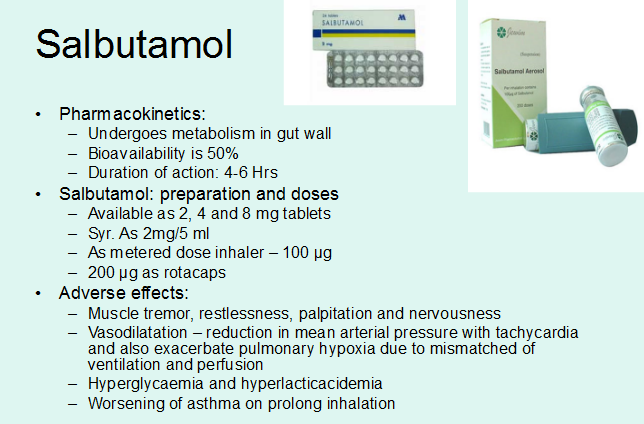 Salbutamol
SALBUTAMOL
8 mg
Salbutamol Aerosol
• Pharmacokinetics:
– Undergoes metabolism in gut wall
– Bioavailability is 50%
– Duration of action: 4-6 Hrs
• Salbutamol: preparation and doses
– Available as 2, 4 and 8 mg tablets
– Syr. As 2mg/5 ml
– As metered dose inhaler – 100 µg
– 200 µg as rotacaps
• Adverse effects:
– Muscle tremor, restlessness, palpitation and nervousness
– Vasodilatation – reduction in mean arterial pressure with tachycardia
and also exacerbate pulmonary hypoxia due to mismatched of
ventilation and perfusion
– Hyperglycaemia and hyperlacticacidemia
– Worsening of asthma on prolong inhalation